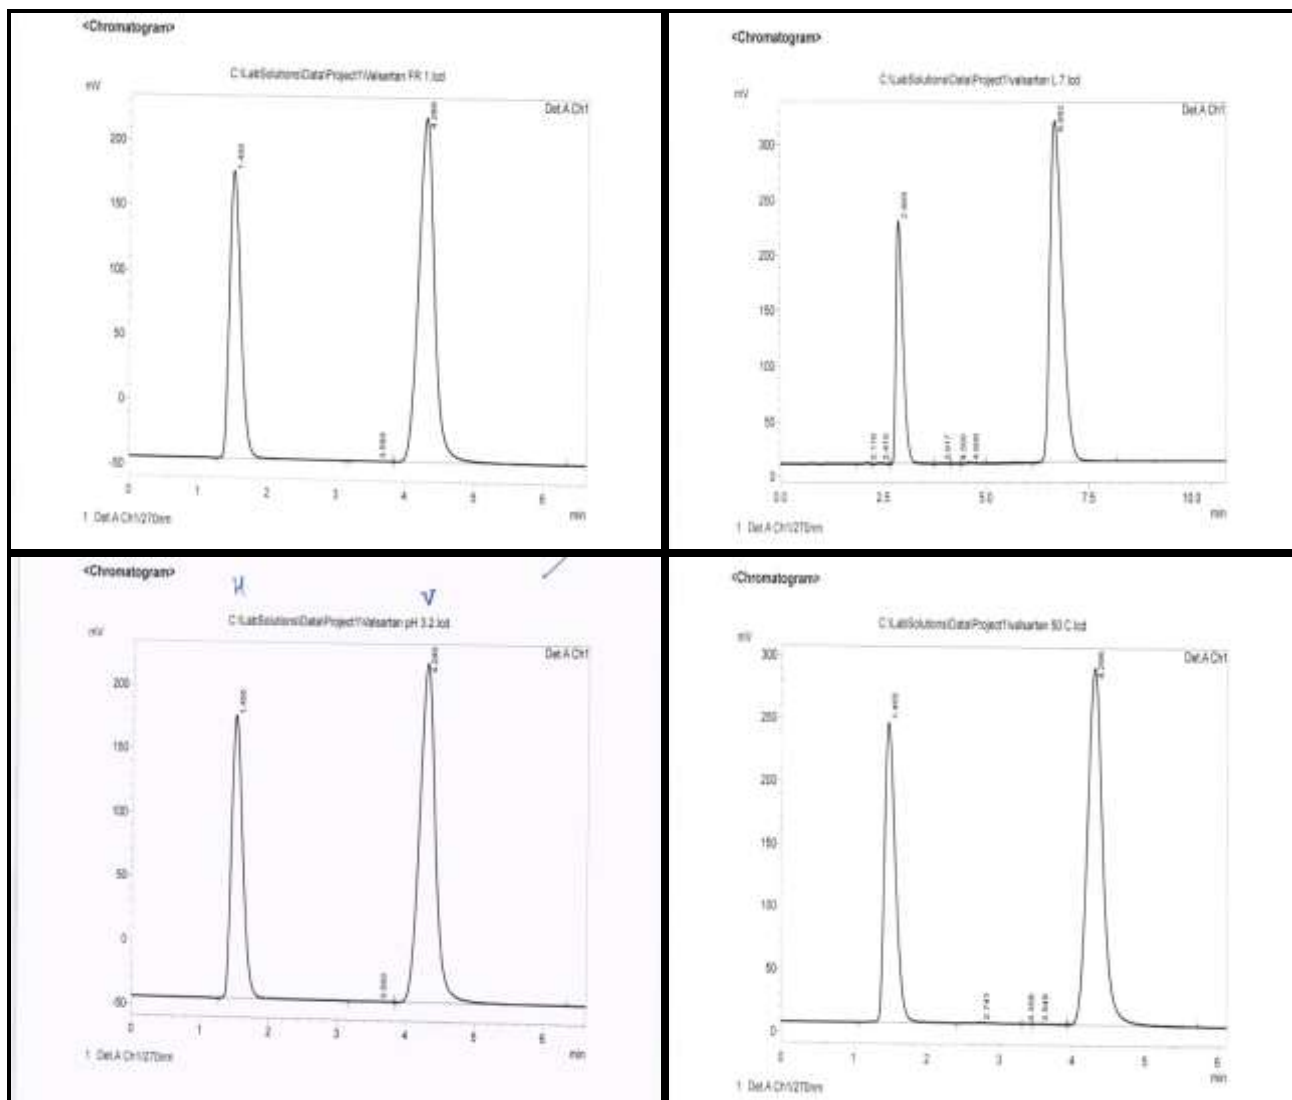 <Chromatogram>
C:\LabSolutions\Data\Project1\Valsartan FR 1.lcd
mV
Det.A Ch1
200
150
100
50
0
-50
0 1 2 3 4 5 6
min
1 Det.A Ch1/270nm
<Chromatogram>
C:\LabSolutions\Data\Project1\valsartan L 7.lcd
mV
Det.A Ch1
300
250
200
150
100
50
0
0.0 2.5 5.0 7.5 10.0
min
1 Det.A Ch1/270nm
<Chromatogram>
H V
C:\LabSolutions\Data\Project1\Valsartan pH 3.2.lcd
mV
Det.A Ch1
200
150
100
50
0
-50
0 1 2 3 4 5 6
min
1 Det.A Ch1/270nm
<Chromatogram>
C:\LabSolutions\Data\Project1\valsartan 50 C.lcd
mV
Det.A Ch1
300
250
200
150
100
50
0
2.743
0 1 2 3 4 5 6
min
1 Det.A Ch1/270nm